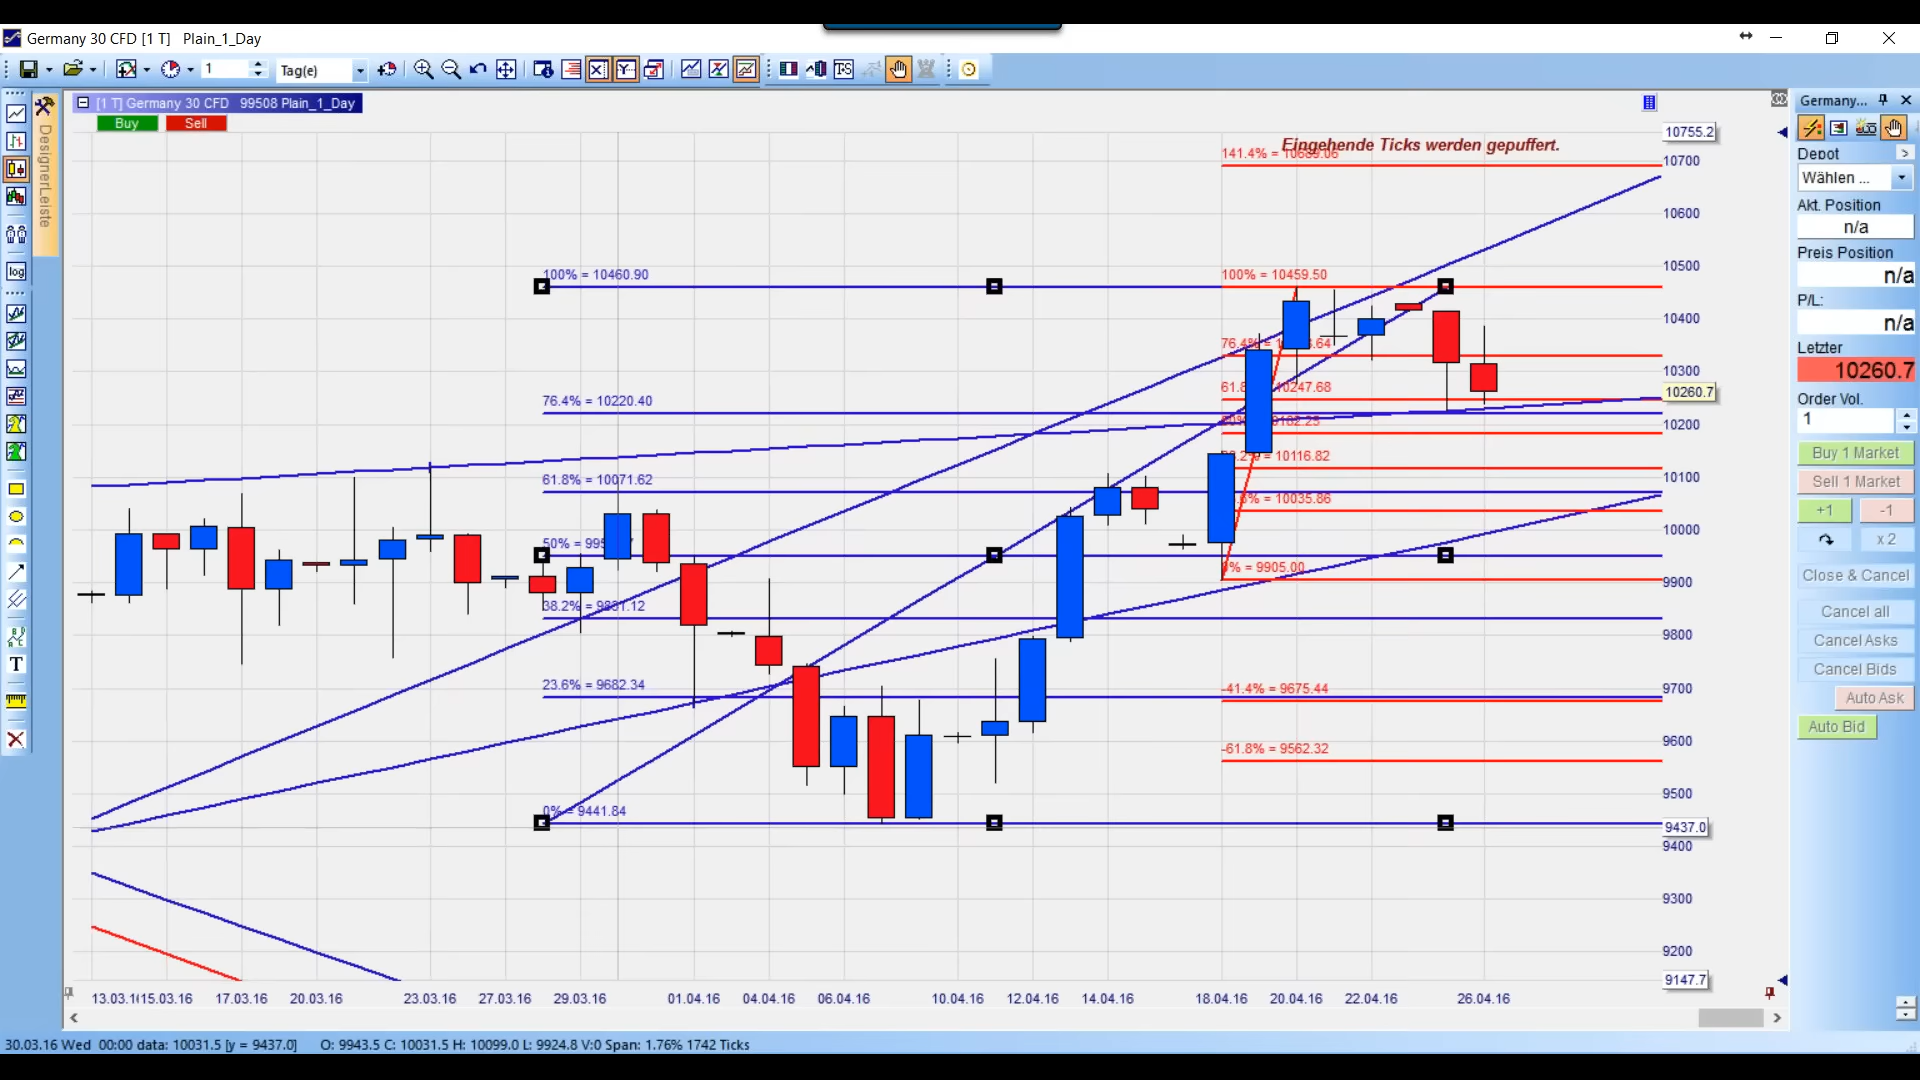 Germany 30 CFD [1 T] Plain_1_Day
1
Tag(e)
[1 T] Germany 30 CFD 99508 Plain_1_Day
Buy
Sell
DesignerLeiste
log
T
Eingehende Ticks werden gepuffert.
100% = 10460.90
76.4% = 10220.40
61.8% = 10071.62
50%
38.2% = 9831.12
23.6% = 9682.34
0% = 9441.84
100% = 10459.50
10247.68
10116.82
10035.86
0% = 9905.00
-41.4% = 9675.44
-61.8% = 9562.32
10755.2
10700
10600
10500
10400
10300
10260.7
10200
10100
10000
9900
9800
9700
9600
9500
9437.0
9400
9300
9200
9147.7
15.03.16
17.03.16
20.03.16
23.03.16
27.03.16
29.03.16
01.04.16
04.04.16
06.04.16
10.04.16
12.04.16
14.04.16
18.04.16
20.04.16
22.04.16
26.04.16
Germany...
Depot
Wählen ...
Akt. Position
n/a
Preis Position
n/a
P/L:
n/a
Letzter
10260.7
Order Vol.
1
Buy 1 Market
Sell 1 Market
+1
-1
x 2
Close & Cancel
Cancel all
Cancel Asks
Cancel Bids
Auto Ask
Auto Bid
30.03.16 Wed 00:00 data: 10031.5 [y = 9437.0] O: 9943.5 C: 10031.5 H: 10099.0 L: 9924.8 V:0 Span: 1.76% 1742 Ticks